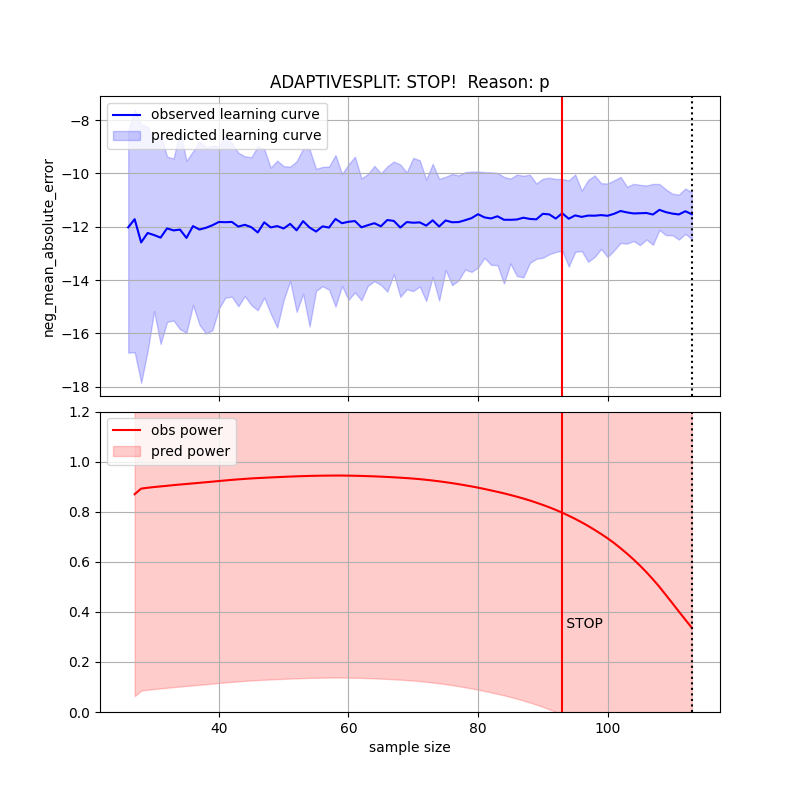 ADAPTIVESPLIT: STOP!  Reason: p
observed learning curve
predicted learning curve
neg_mean_absolute_error
−8
−10
−12
−14
−16
−18
obs power
pred power
1.2
1.0
0.8
0.6
0.4
0.2
0.0
STOP
40
60
80
100
sample size